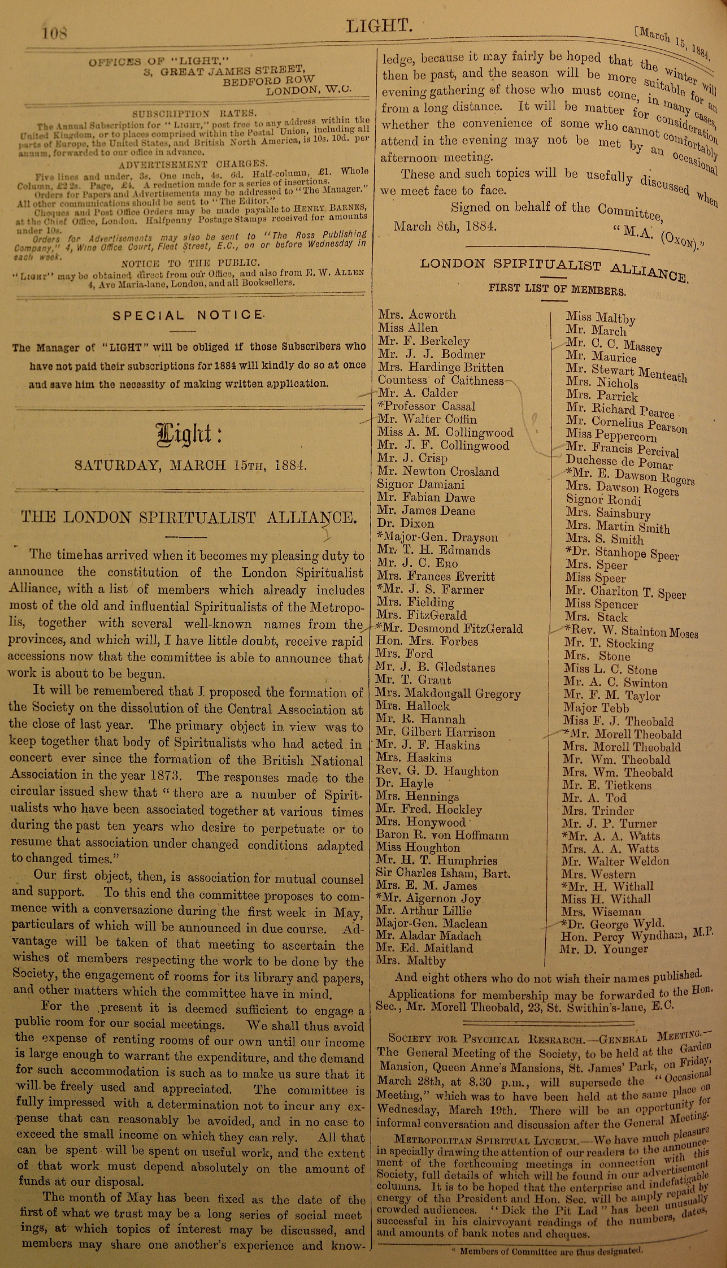 108
LIGHT.
[March 15, 1884.
OFFICES OF "LIGHT,"
3, GREAT JAMES STREET,
BEDFORD ROW
LONDON, W.C.
SUBSCRIPTION RATES.
The Annual Subscription for "LIGHT," post free to any address within the
United Kingdom, or to places comprised within the Postal Union, including all
parts of Europe, the United States, and British North America, is 10s. 10d. per
annum, forwarded to our office in advance.
ADVERTISEMENT CHARGES.
Five lines and under, 3s. One inch, 4s. 6d. Half-column, £1. Whole
Column, £2 2s. Page, £4. A reduction made for a series of insertions.
Orders for Papers and Advertisements may be addressed to "The Manager."
All other communications should be sent to "The Editor."
Cheques and Post Office Orders may be made payable to HENRY BARNES,
at the Chief Office, London. Halfpenny Postage Stamps received for amounts
under 10s.
Orders for Advertisements may also be sent to "The Ross Publishing
Company," 4, Wine Office Court, Fleet Street, E.C., on or before Wednesday in
each week.
NOTICE TO THE PUBLIC.
"LIGHT" may be obtained direct from our Office, and also from E. W. ALLEN
4, Ave Maria-lane, London, and all Booksellers.
SPECIAL NOTICE.
The Manager of "LIGHT" will be obliged if those Subscribers who
have not paid their subscriptions for 1884 will kindly do so at once
and save him the necessity of making written application.
Light:
SATURDAY, MARCH 15TH, 1884.
THE LONDON SPIRITUALIST ALLIANCE.
The time has arrived when it becomes my pleasing duty to
announce the constitution of the London Spiritualist
Alliance, with a list of members which already includes
most of the old and influential Spiritualists of the Metropo-
lis, together with several well-known names from the
provinces, and which will, I have little doubt, receive rapid
accessions now that the committee is able to announce that
work is about to be begun.
It will be remembered that I proposed the formation of
the Society on the dissolution of the Central Association at
the close of last year. The primary object in view was to
keep together that body of Spiritualists who had acted in
concert ever since the formation of the British National
Association in the year 1873. The responses made to the
circular issued shew that "there are a number of Spirit-
ualists who have been associated together at various times
during the past ten years who desire to perpetuate or to
resume that association under changed conditions adapted
to changed times."
Our first object, then, is association for mutual counsel
and support. To this end the committee proposes to com-
mence with a conversazione during the first week in May,
particulars of which will be announced in due course. Ad-
vantage will be taken of that meeting to ascertain the
wishes of members respecting the work to be done by the
Society, the engagement of rooms for its library and papers,
and other matters which the committee have in mind.
For the present it is deemed sufficient to engage a
public room for our social meetings. We shall thus avoid
the expense of renting rooms of our own until our income
is large enough to warrant the expenditure, and the demand
for such accommodation is such as to make us sure that it
will be freely used and appreciated. The committee is
fully impressed with a determination not to incur any ex-
pense that can reasonably be avoided, and in no case to
exceed the small income on which they can rely. All that
can be spent will be spent on useful work, and the extent
of that work must depend absolutely on the amount of
funds at our disposal.
The month of May has been fixed as the date of the
first of what we trust may be a long series of social meet
ings, at which topics of interest may be discussed, and
members may share one another's experience and know-
ledge, because it may fairly be hoped that the winter will
then be past, and the season will be more suitable for an
evening gathering of those who must come, in many cases,
from a long distance. It will be matter for consideration
whether the convenience of some who cannot comfortably
attend in the evening may not be met by an occasional
afternoon meeting.
These and such topics will be usefully discussed when
we meet face to face.
Signed on behalf of the Committee,
March 8th, 1884. "M.A. (OXON)."
LONDON SPIRITUALIST ALLIANCE.
FIRST LIST OF MEMBERS.
Mrs. Acworth
Miss Allen
Mr. F. Berkeley
Mr. J. J. Bodmer
Mrs. Hardinge Britten
Countess of Caithness
Mr. A. Calder
*Professor Cassal
Mr. Walter Coffin
Miss A. M. Collingwood
Mr. J. F. Collingwood
Mr. J. Crisp
Mr. Newton Crosland
Signor Damiani
Mr. Fabian Dawe
Mr. James Deane
Dr. Dixon
*Major-Gen. Drayson
Mr. T. H. Edmands
Mr. J. C. Eno
Mrs. Frances Everitt
*Mr. J. S. Farmer
Mrs. Fielding
Mrs. FitzGerald
*Mr. Desmond FitzGerald
Hon. Mrs. Forbes
Mrs. Ford
Mr. J. B. Gledstanes
Mr. T. Grant
Mrs. Makdougall Gregory
Mrs. Hallock
Mr. R. Hannah
Mr. Gilbert Harrison
Mr. J. F. Haskins
Mrs. Haskins
Rev. G. D. Haughton
Dr. Hayle
Mrs. Hennings
Mr. Fred. Hockley
Mrs. Honywood
Baron R. von Hoffmann
Miss Houghton
Mr. H. T. Humphries
Sir Charles Isham, Bart.
Mrs. E. M. James
*Mr. Algernon Joy
Mr. Arthur Lillie
Major-Gen. Maclean
Mr. Aladar Madach
Mr. Ed. Maitland
Mrs. Maltby
Miss Maltby
Mr. March
Mr. C. C. Massey
Mr. Maurice
Mr. Stewart Menteath
Mrs. Nichols
Mrs. Parrick
Mr. Richard Pearce
Mr. Cornelius Pearson
Miss Peppercorn
Mr. Francis Percival
Duchesse de Pomar
*Mr. E. Dawson Rogers
Mrs. Dawson Rogers
Signor Rondi
Mrs. Sainsbury
Mrs. Martin Smith
Mrs. S. Smith
*Dr. Stanhope Speer
Mrs. Speer
Miss Speer
Mr. Charlton T. Speer
Miss Spencer
Mrs. Stack
*Rev. W. Stainton Moses
Mr. T. Stocking
Mrs. Stone
Miss L. C. Stone
Mr. A. C. Swinton
Mr. F. M. Taylor
Major Tebb
Miss F. J. Theobald
*Mr. Morell Theobald
Mrs. Morell Theobald
Mr. Wm. Theobald
Mrs. Wm. Theobald
Mr. E. Tietkens
Mr. A. Tod
Mrs. Trinder
Mr. J. P. Turner
*Mr. A. A. Watts
Mrs. A. A. Watts
Mr. Walter Weldon
Mrs. Western
*Mr. H. Withall
Miss H. Withall
Mrs. Wiseman
*Dr. George Wyld.
Hon. Percy Wyndham, M.P.
Mr. D. Younger
And eight others who do not wish their names published.
Applications for membership may be forwarded to the Hon.
Sec., Mr. Morell Theobald, 23, St. Swithin's-lane, E.C.
SOCIETY FOR PSYCHICAL RESEARCH.—GENERAL MEETING.—
The General Meeting of the Society, to be held at the Garden
Mansion, Queen Anne's Mansions, St. James' Park, on Friday,
March 28th, at 8.30 p.m., will supersede the "Occasional
Meeting," which was to have been held at the same place on
Wednesday, March 19th. There will be an opportunity for
informal conversation and discussion after the General Meeting.
METROPOLITAN SPIRITUAL LYCEUM.—We have much pleasure
in specially drawing the attention of our readers to the announce-
ment of the forthcoming meetings in connection with this
Society, full details of which will be found in our advertisement
columns. It is to be hoped that the enterprise and indefatigable
energy of the President and Hon. Sec. will be amply repaid by
crowded audiences. "Dick the Pit Lad" has been unusually
successful in his clairvoyant readings of the numbers, dates,
and amounts of bank notes and cheques.
* Members of Committee are thus designated.